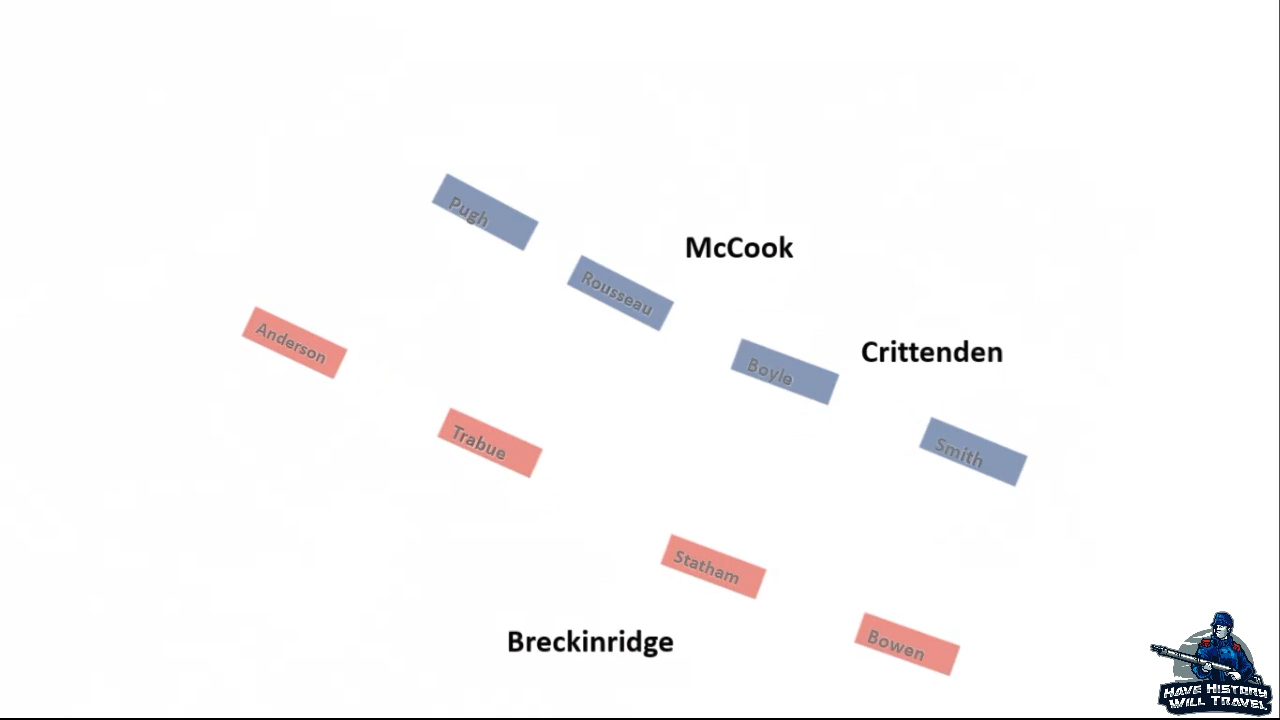 Pugh
McCook
Rousseau
Anderson
Crittenden
Boyle
Trabue
Smith
Statham
Breckinridge
Bowen
HAVE HISTORY
WILL TRAVEL